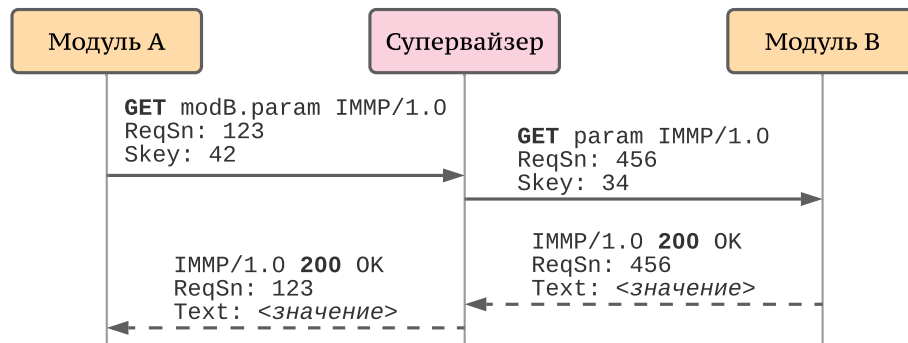 Модуль A
Супервайзер
Модуль B
GET modB.param IMMP/1.0
ReqSn: 123
Skey: 42
GET param IMMP/1.0
ReqSn: 456
Skey: 34
IMMP/1.0 200 OK
ReqSn: 456
Text: <значение>
IMMP/1.0 200 OK
ReqSn: 123
Text: <значение>